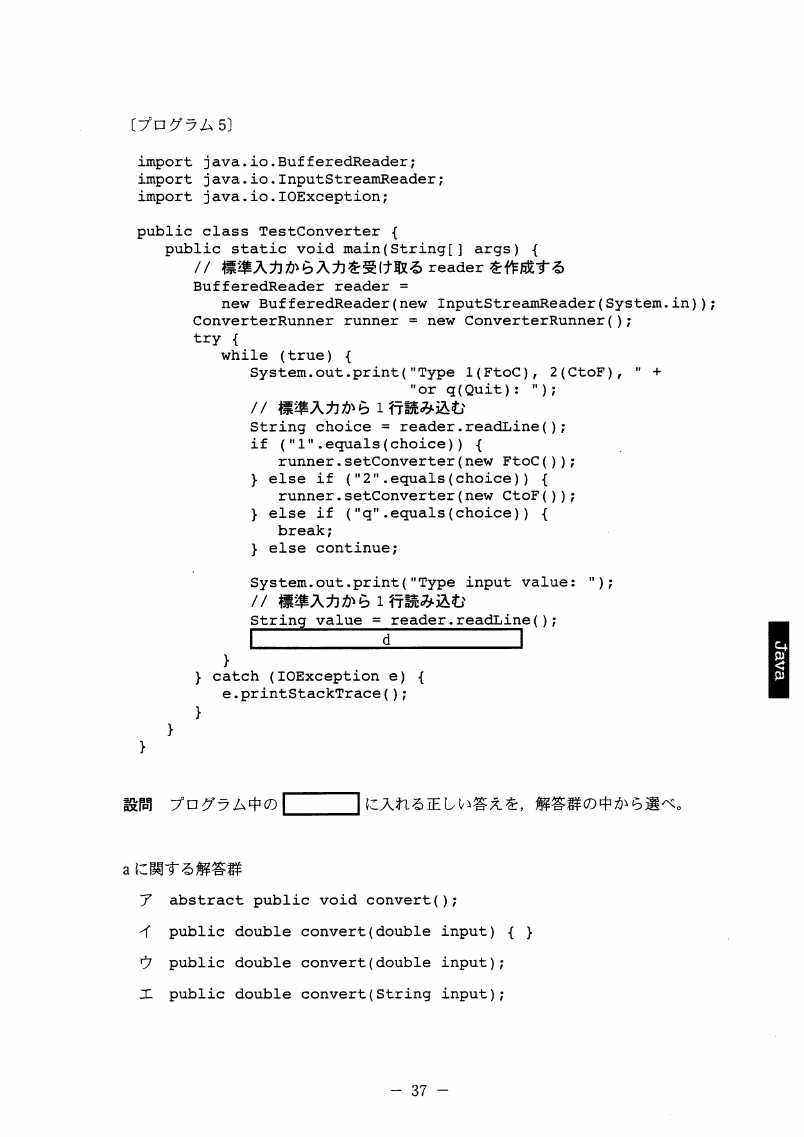 〔プログラム 5〕
import java.io.BufferedReader;
import java.io.InputStreamReader;
import java.io.IOException;
public class TestConverter {
public static void main(String[] args) {
// 標準入力から入力を受け取る reader を作成する
BufferedReader reader =
new BufferedReader(new InputStreamReader(System.in));
ConverterRunner runner = new ConverterRunner();
try {
while (true) {
System.out.print("Type 1(FtoC), 2(CtoF), " +
"or q(Quit): ");
// 標準入力から 1 行読み込む
String choice = reader.readLine();
if ("1".equals(choice)) {
runner.setConverter(new FtoC());
} else if ("2".equals(choice)) {
runner.setConverter(new CtoF());
} else if ("q".equals(choice)) {
break;
} else continue;
System.out.print("Type input value: ");
// 標準入力から 1 行読み込む
String value = reader.readLine();
d
}
} catch (IOException e) {
e.printStackTrace();
}
}
}
Java
設問 プログラム中の に入れる正しい答えを，解答群の中から選べ。
a に関する解答群
ア abstract public void convert();
イ public double convert(double input) { }
ウ public double convert(double input);
エ public double convert(String input);
－ 37 －